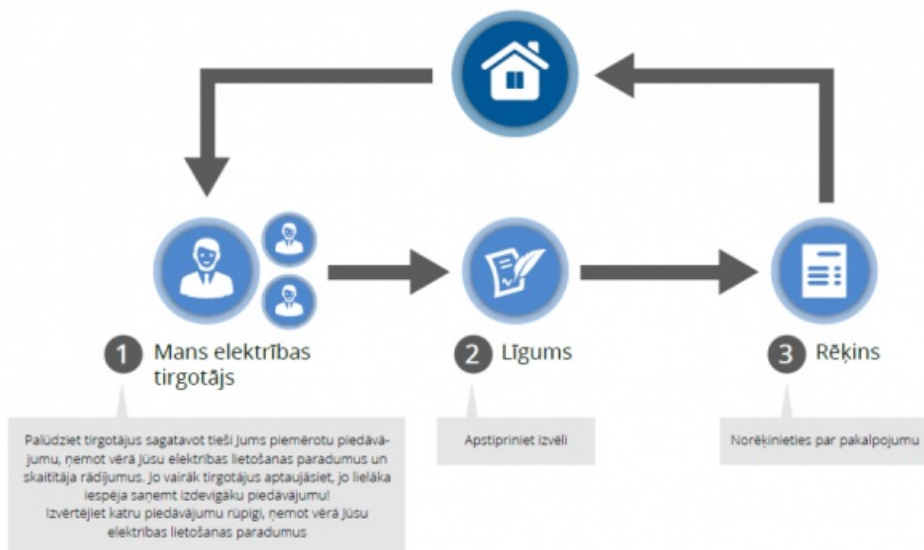 1 Mans elektrības
tirgotājs
Palūdziet tirgotājus sagatavot tieši Jums piemērotu piedāvā-
jumu, ņemot vērā Jūsu elektrības lietošanas paradumus un
skaitītāja rādījumus. Jo vairāk tirgotājus aptaujāsiet, jo lielāka
iespēja saņemt izdevīgāku piedāvājumu!
Izvērtējiet katru piedāvājumu rūpīgi, ņemot vērā Jūsu
elektrības lietošanas paradumus
2 Līgums
Apstipriniet izvēli
3 Rēķins
Norēķinieties par pakalpojumu